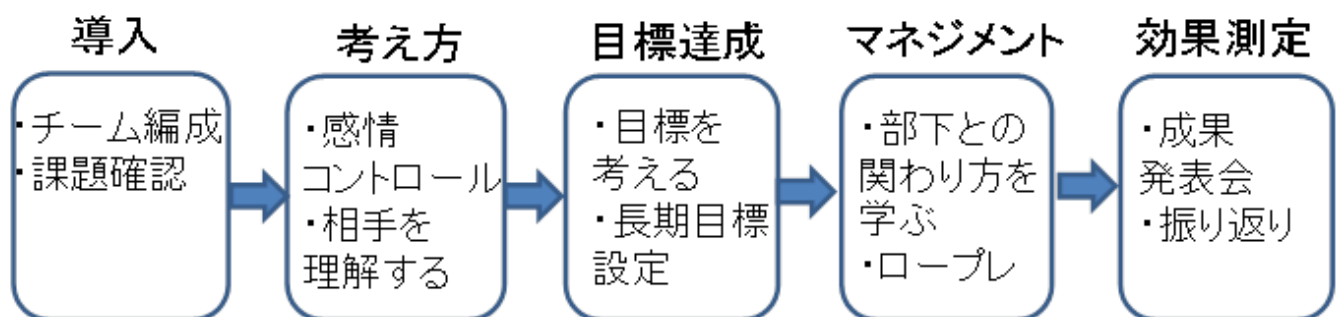 導入
・チーム編成
・課題確認
考え方
・感情
コントロール
・相手を
理解する
目標達成
・目標を
考える
・長期目標
設定
マネジメント
・部下との
関わり方を
学ぶ
・ロープレ
効果測定
・成果
発表会
・振り返り